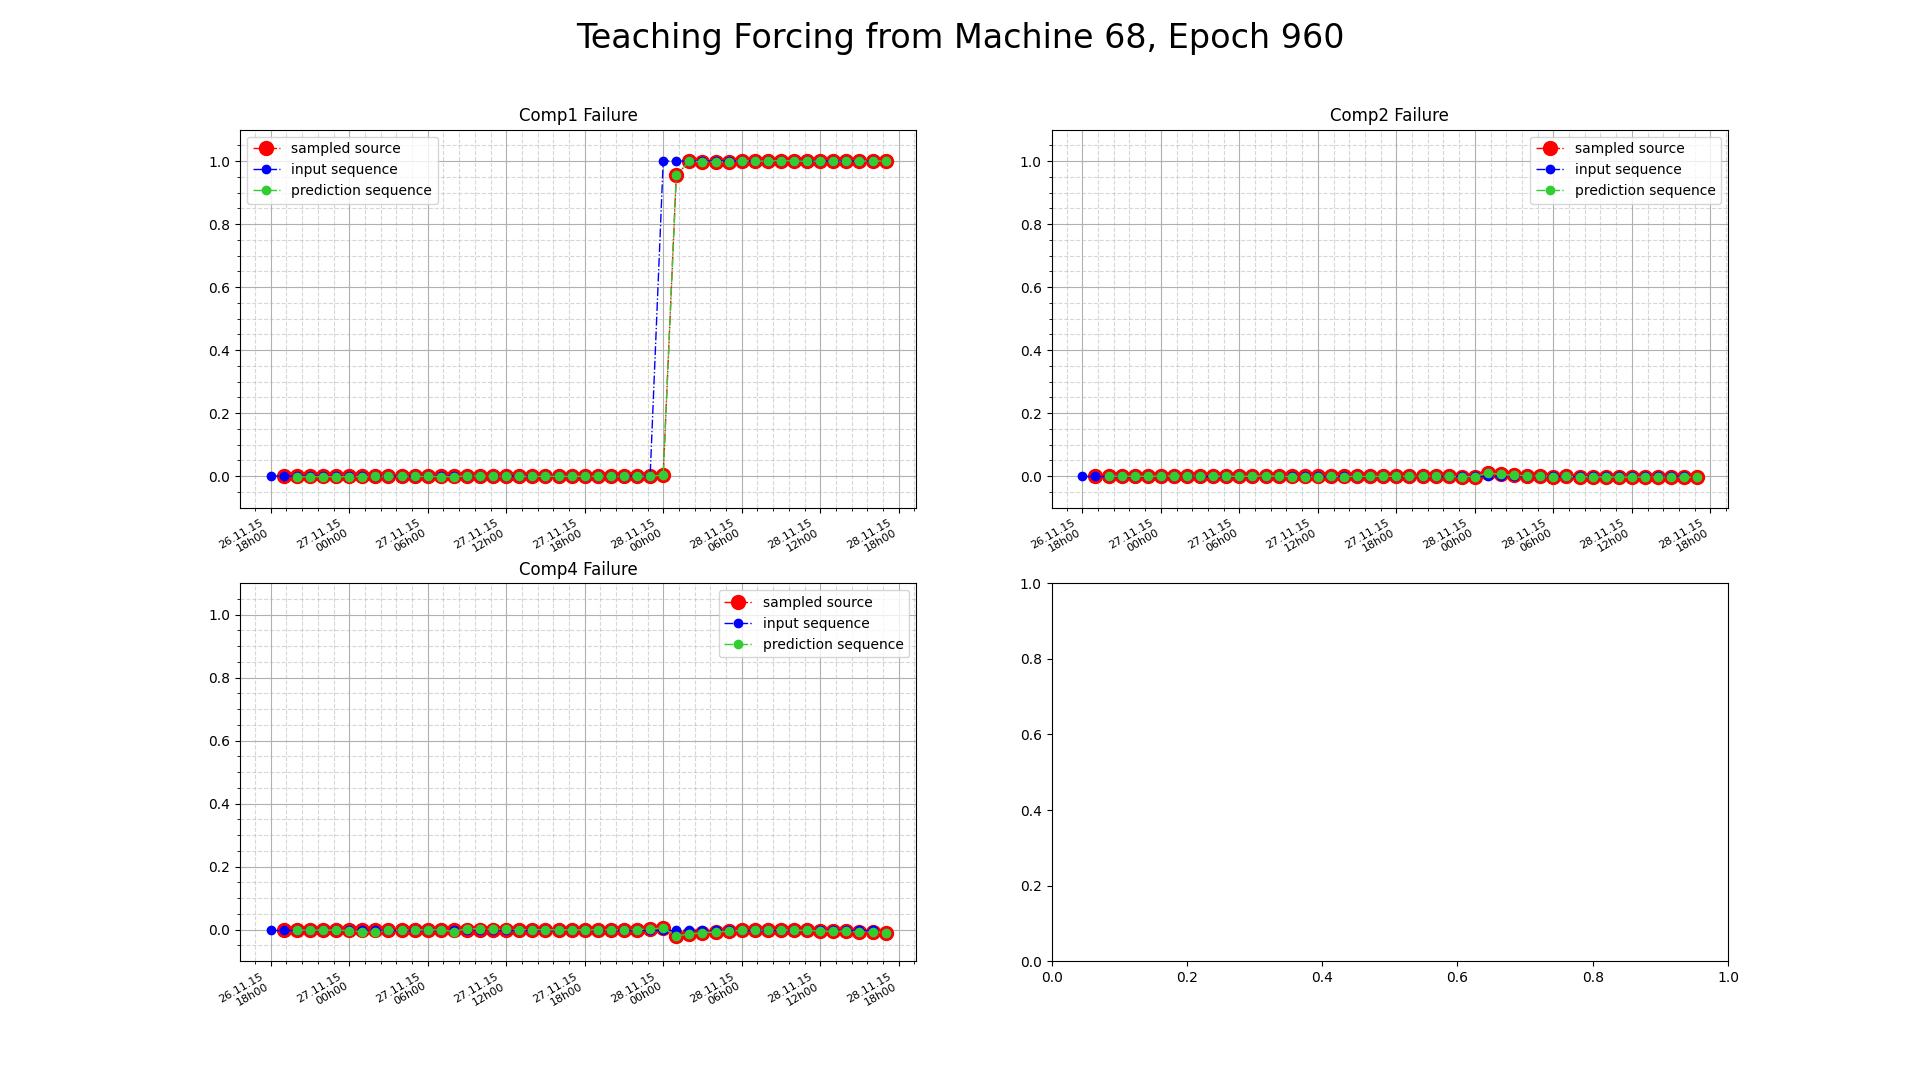 Teaching Forcing from Machine 68, Epoch 960
Comp1 Failure
sampled source
input sequence
prediction sequence
1.0
0.8
0.6
0.4
0.2
0.0
26.11.15
18h00
27.11.15
00h00
27.11.15
06h00
27.11.15
12h00
27.11.15
18h00
28.11.15
00h00
28.11.15
06h00
28.11.15
12h00
28.11.15
18h00
Comp2 Failure
sampled source
input sequence
prediction sequence
1.0
0.8
0.6
0.4
0.2
0.0
26.11.15
18h00
27.11.15
00h00
27.11.15
06h00
27.11.15
12h00
27.11.15
18h00
28.11.15
00h00
28.11.15
06h00
28.11.15
12h00
28.11.15
18h00
Comp4 Failure
sampled source
input sequence
prediction sequence
1.0
0.8
0.6
0.4
0.2
0.0
26.11.15
18h00
27.11.15
00h00
27.11.15
06h00
27.11.15
12h00
27.11.15
18h00
28.11.15
00h00
28.11.15
06h00
28.11.15
12h00
28.11.15
18h00
1.0
0.8
0.6
0.4
0.2
0.0
0.0 0.2 0.4 0.6 0.8 1.0